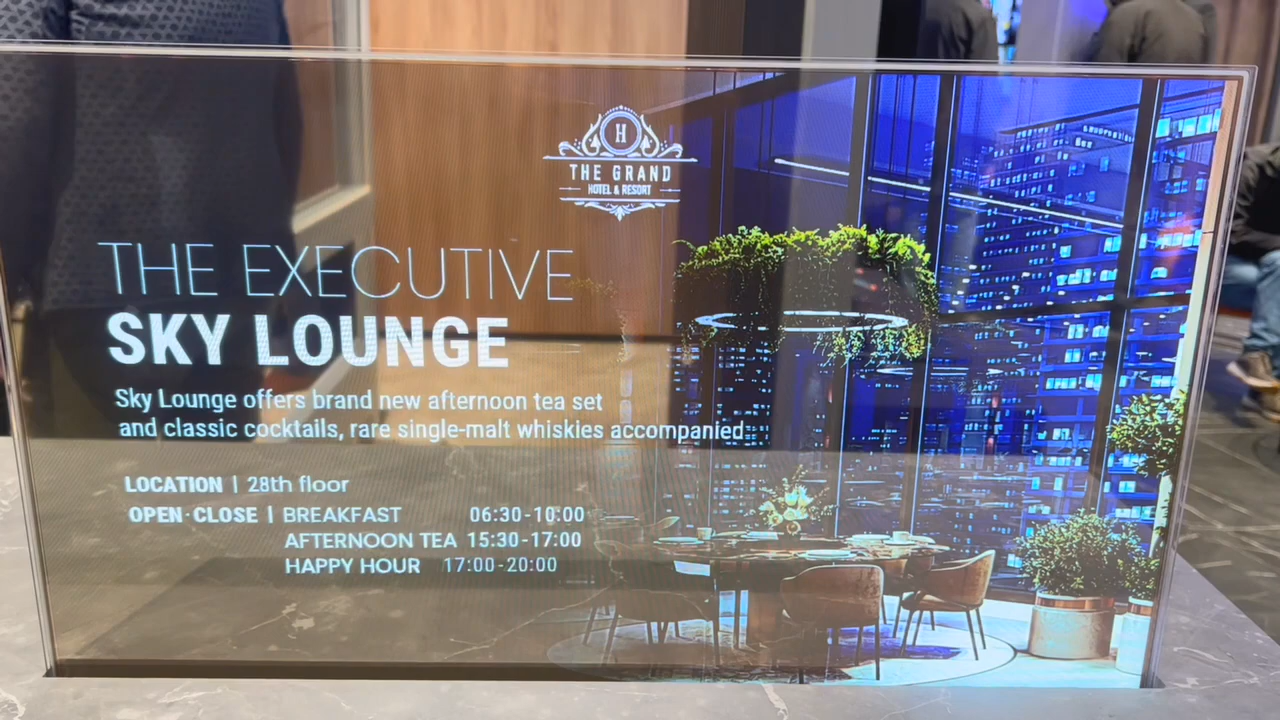 H
THE GRAND
HOTEL & RESORT
THE EXECUTIVE
SKY LOUNGE
Sky Lounge offers brand new afternoon tea set
and classic cocktails, rare single-malt whiskies accompanied
LOCATION | 28th floor
OPEN·CLOSE | BREAKFAST 06:30-10:00
AFTERNOON TEA 15:30-17:00
HAPPY HOUR 17:00-20:00